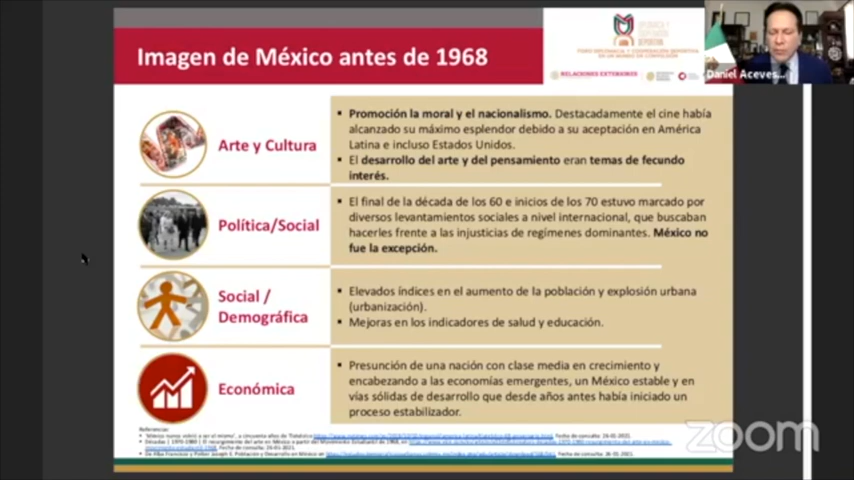 Imagen de México antes de 1968
RELACIONES EXTERIORES
Daniel Aceves...
Arte y Cultura
▪ Promoción la moral y el nacionalismo. Destacadamente el cine había
alcanzado su máximo esplendor debido a su aceptación en América
Latina e incluso Estados Unidos.
▪ El desarrollo del arte y del pensamiento eran temas de fecundo
interés.
Política/Social
▪ El final de la década de los 60 e inicios de los 70 estuvo marcado por
diversos levantamientos sociales a nivel internacional, que buscaban
hacerles frente a las injusticias de regímenes dominantes. México no
fue la excepción.
Social /
Demográfica
▪ Elevados índices en el aumento de la población y explosión urbana
(urbanización).
▪ Mejoras en los indicadores de salud y educación.
Económica
▪ Presunción de una nación con clase media en crecimiento y
encabezando a las economías emergentes, un México estable y en
vías sólidas de desarrollo que desde años antes había iniciado un
proceso estabilizador.
Referencias:
zoom